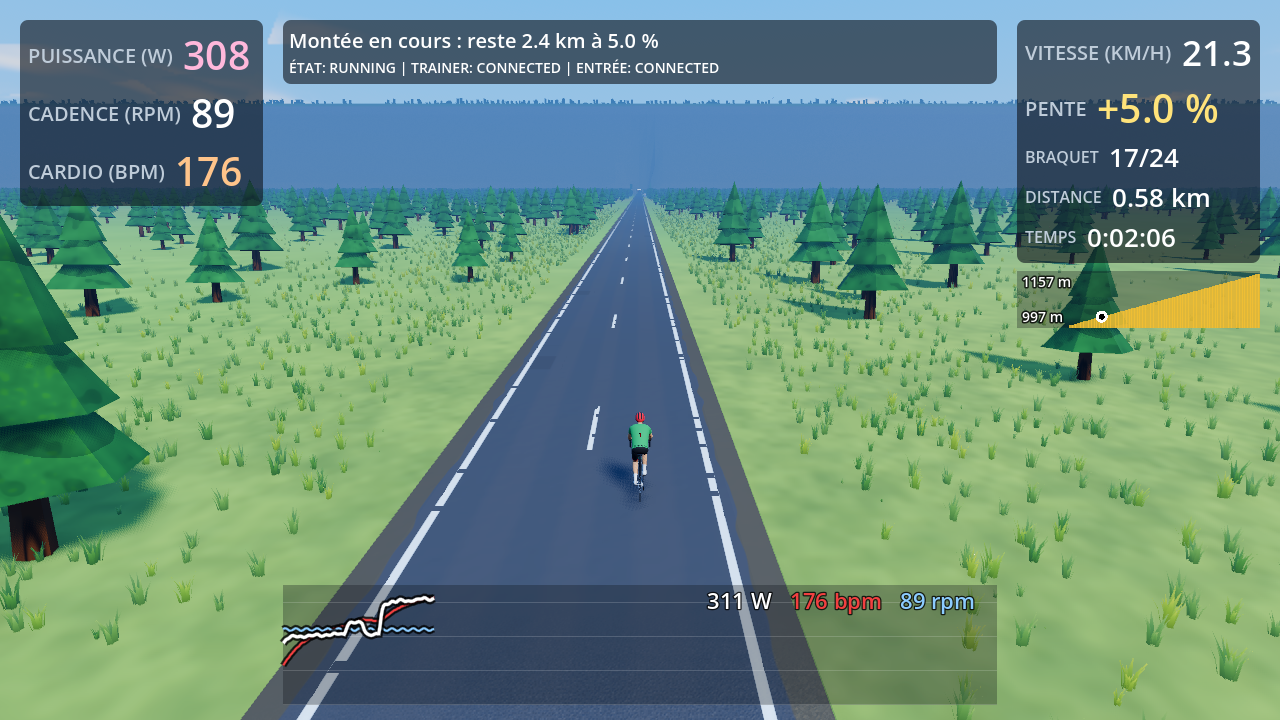 PUISSANCE (W) 308
CADENCE (RPM) 89
CARDIO (BPM) 176
Montée en cours : reste 2.4 km à 5.0 %
ÉTAT: RUNNING | TRAINER: CONNECTED | ENTRÉE: CONNECTED
VITESSE (KM/H) 21.3
PENTE +5.0 %
BRAQUET 17/24
DISTANCE 0.58 km
TEMPS 0:02:06
1157 m
997 m
311 W 176 bpm 89 rpm